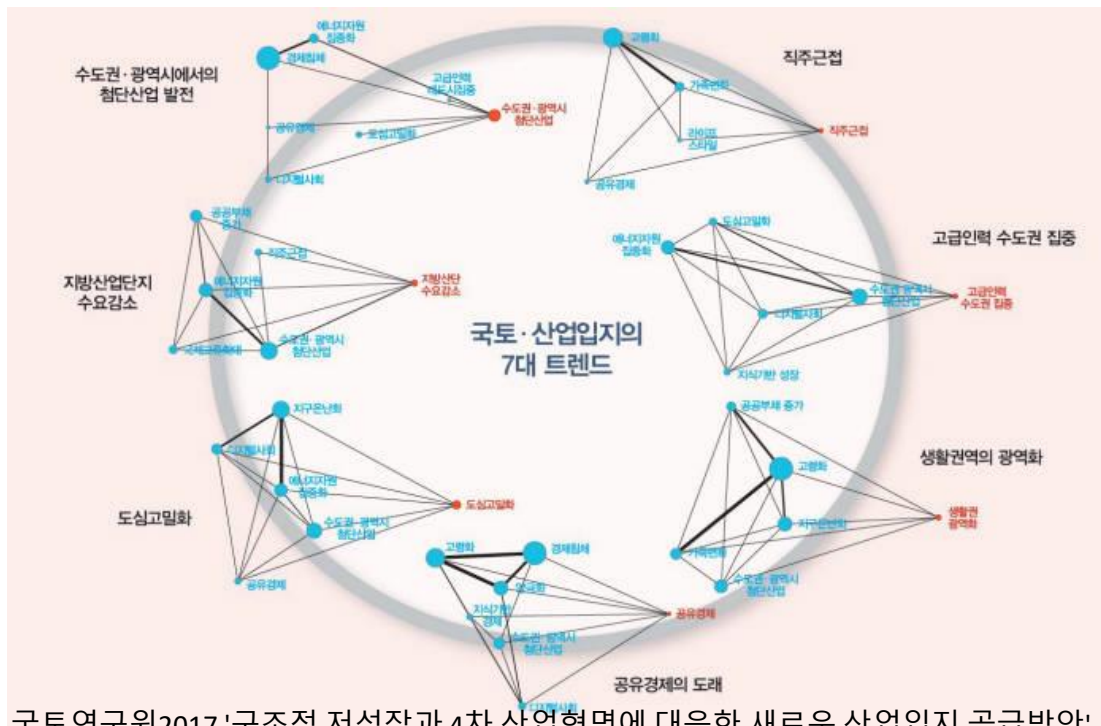 수도권·광역시에서의
첨단산업 발전
에너지자원
집중화
경제침체
고급인력
대도시집중
공유경제
도심고밀화
디지털사회
수도권·광역시
첨단산업
직주근접
고령화
가족변화
라이프
스타일
공유경제
직주근접
지방산업단지
수요감소
공공부채
증가
직주근접
에너지자원
집중화
수도권·광역시
첨단산업
지방산단
수요감소
국토·산업입지의
7대 트렌드
고급인력 수도권 집중
도심고밀화
에너지자원
집중화
수도권·광역시
첨단산업
디지털사회
지식기반 성장
고급인력
수도권 집중
도심고밀화
지구온난화
디지털사회
에너지자원
집중화
수도권·광역시
첨단산업
공유경제
도심고밀화
생활권역의 광역화
공공부채 증가
고령화
지구온난화
가족변화
수도권·광역시
첨단산업
생활권
광역화
고령화
경제침체
양극화
지식기반
경제
수도권·광역시
첨단산업
디지털사회
공유경제
공유경제의 도래
국토연구원2017,'구조적 저성장과 4차 산업혁명에 대응한 새로운 산업입지 공급방안'